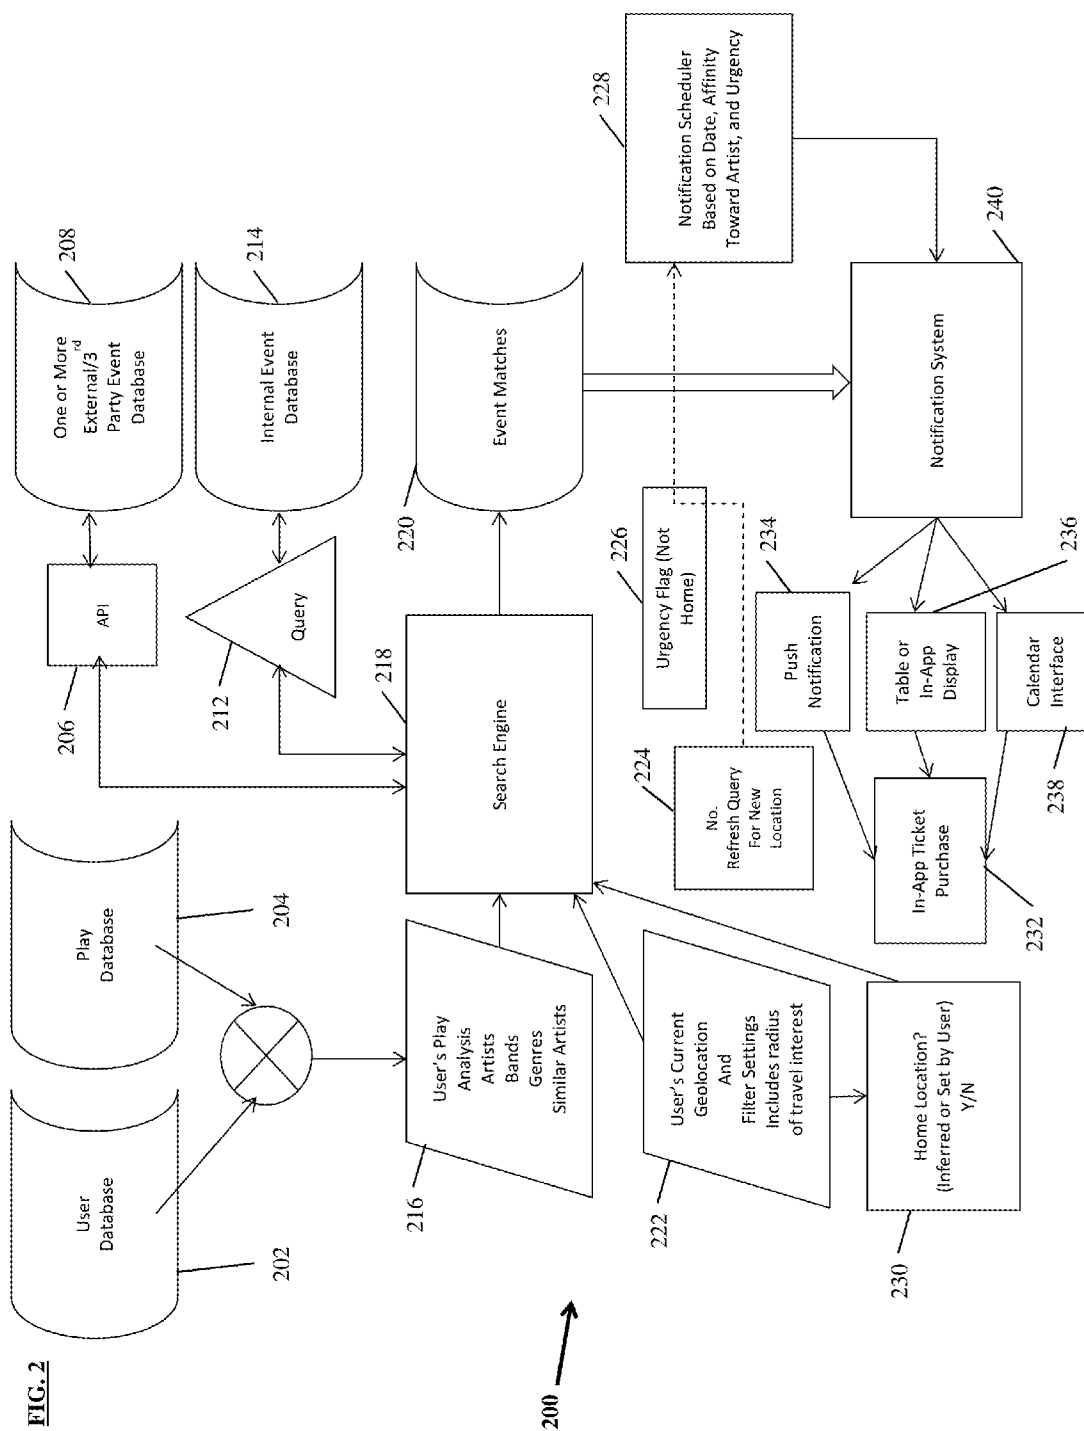 FIG. 2
200
User
Database
202
Play
Database
204
API
206
One or More
External/3rd
Party Event
Database
208
Query
212
Internal Event
Database
214
User's Play
Analysis
Artists
Bands
Genres
Similar Artists
216
Search Engine
218
Event Matches
220
User's Current
Geolocation
And
Filter Settings
Includes radius
of travel interest
222
No.
Refresh Query
For New
Location
224
Urgency Flag (Not
Home)
226
Notification Scheduler
Based on Date, Affinity
Toward Artist, and Urgency
228
Home Location?
(Inferred or Set by User)
Y/N
230
In-App Ticket
Purchase
232
Push
Notification
234
Table or
In-App
Display
236
Calendar
Interface
238
Notification System
240